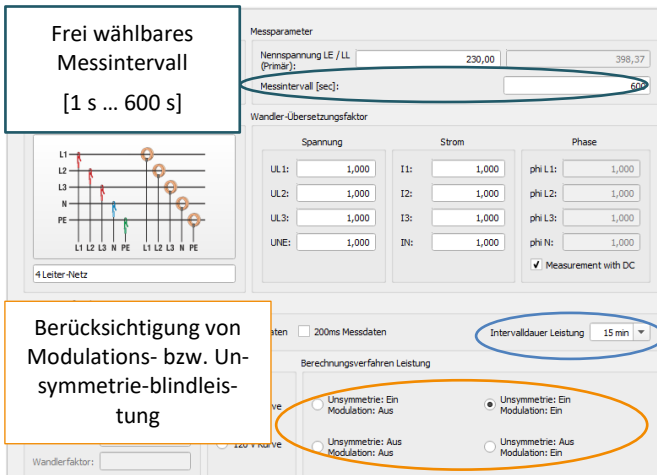 Frei wählbares
Messintervall
[1 s ... 600 s]
Messparameter
Nennspannung LE / LL
(Primär):
230,00
398,37
Messintervall [sec]:
600
Wandler-Übersetzungsfaktor
Spannung
Strom
Phase
UL1:
1,000
I1:
1,000
phi L1:
1,000
UL2:
1,000
I2:
1,000
phi L2:
1,000
UL3:
1,000
I3:
1,000
phi L3:
1,000
UNE:
1,000
IN:
1,000
phi N:
1,000
Measurement with DC
L1
L2
L3
N
PE
L1 L2 L3 N PE L1 L2 L3 N
4 Leiter-Netz
Berücksichtigung von
Modulations- bzw. Un-
symmetrie-blindleis-
tung
aten
200ms Messdaten
Intervalldauer Leistung
15 min
Berechnungsverfahren Leistung
ve
Unsymmetrie: Ein
Modulation: Aus
Unsymmetrie: Ein
Modulation: Ein
120 V Kurve
Unsymmetrie: Aus
Modulation: Aus
Unsymmetrie: Aus
Modulation: Ein
Wandlerfaktor: